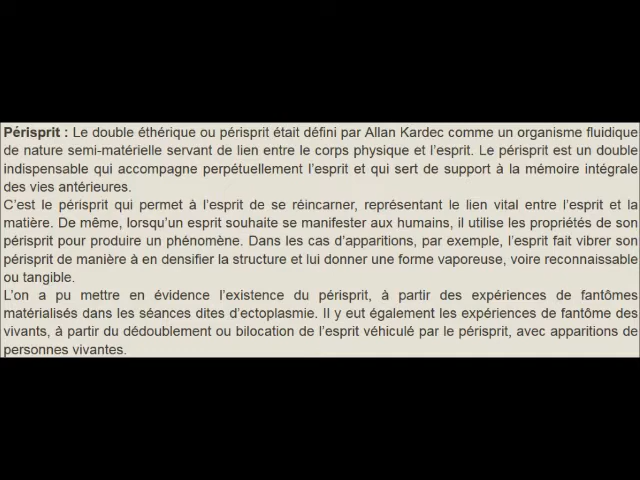 Périsprit : Le double éthérique ou périsprit était défini par Allan Kardec comme un organisme fluidique
de nature semi-matérielle servant de lien entre le corps physique et l'esprit. Le périsprit est un double
indispensable qui accompagne perpétuellement l'esprit et qui sert de support à la mémoire intégrale
des vies antérieures.
C'est le périsprit qui permet à l'esprit de se réincarner, représentant le lien vital entre l'esprit et la
matière. De même, lorsqu'un esprit souhaite se manifester aux humains, il utilise les propriétés de son
périsprit pour produire un phénomène. Dans les cas d'apparitions, par exemple, l'esprit fait vibrer son
périsprit de manière à en densifier la structure et lui donner une forme vaporeuse, voire reconnaissable
ou tangible.
L'on a pu mettre en évidence l'existence du périsprit, à partir des expériences de fantômes
matérialisés dans les séances dites d'ectoplasmie. Il y eut également les expériences de fantôme des
vivants, à partir du dédoublement ou bilocation de l'esprit véhiculé par le périsprit, avec apparitions de
personnes vivantes.